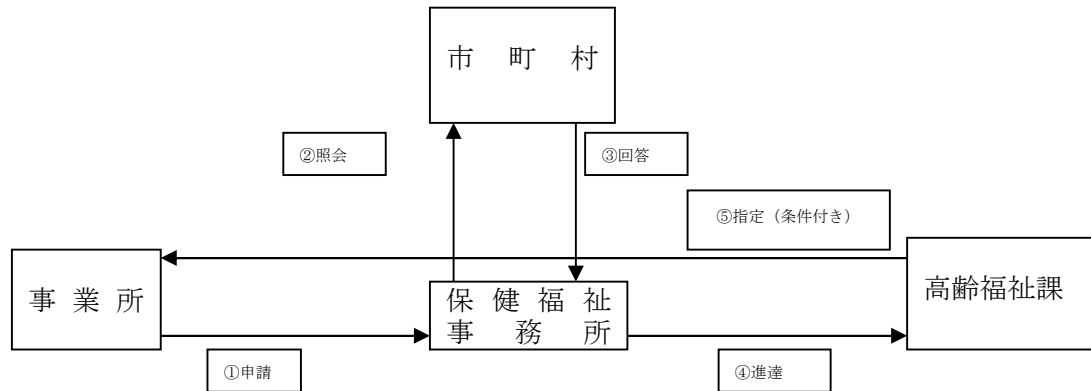 市町村
②照会
③回答
⑤指定（条件付き）
事業所
保健福祉
事務所
高齢福祉課
①申請
④進達